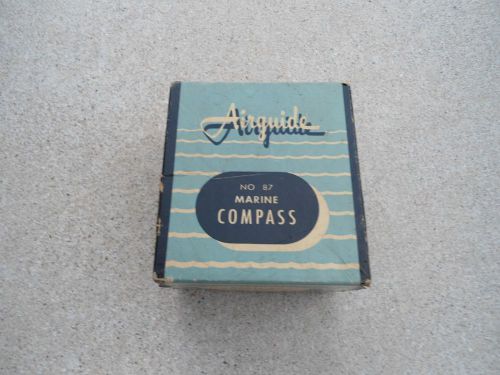 Airguide
NO 87
MARINE
COMPASS